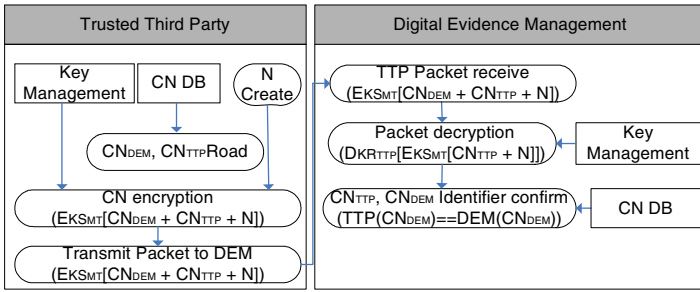 Trusted Third Party
Key
Management
CN DB
N
Create
CNDEM, CNTTPRoad
CN encryption
(EKSMT[CNDEM + CNTTP + N])
Transmit Packet to DEM
(EKSMT[CNDEM + CNTTP + N])
Digital Evidence Management
TTP Packet receive
(EKSMT[CNDEM + CNTTP + N])
Packet decryption
(DKRTTP[EKSMT[CNTTP + N]])
Key
Management
CNTTP, CNDEM Identifier confirm
(TTP(CNDEM)==DEM(CNDEM))
CN DB